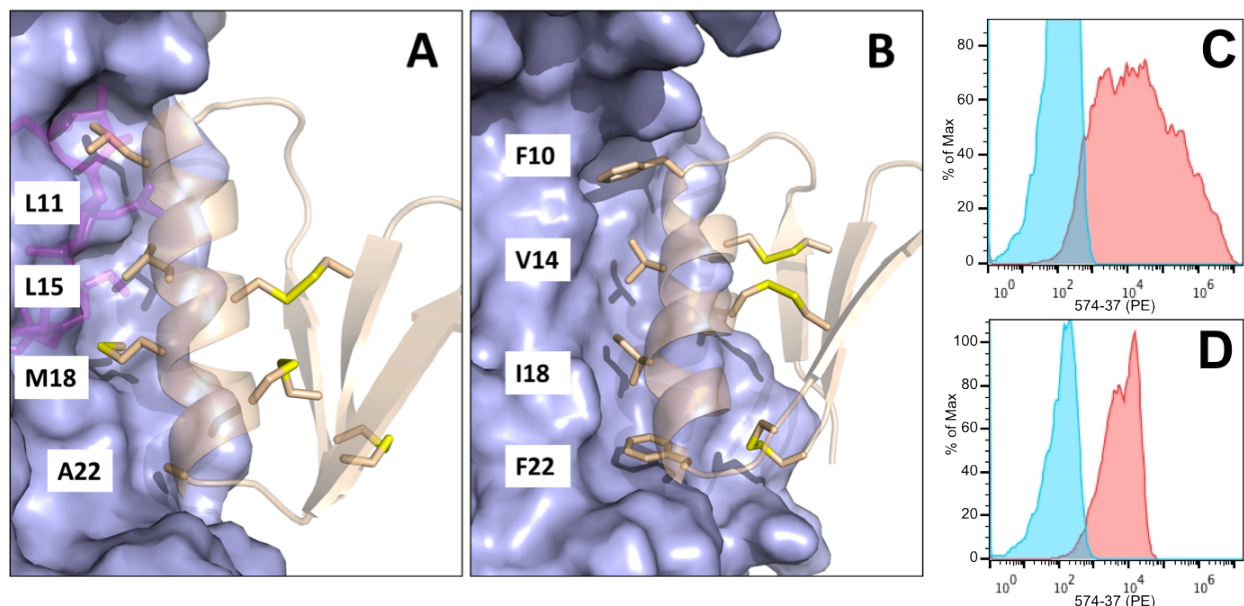 A
L11
L15
M18
A22
B
F10
V14
I18
F22
C
% of Max
80
60
40
20
0
10^0 10^2 10^4 10^6
574-37 (PE)
D
% of Max
100
80
60
40
20
0
10^0 10^2 10^4 10^6
574-37 (PE)